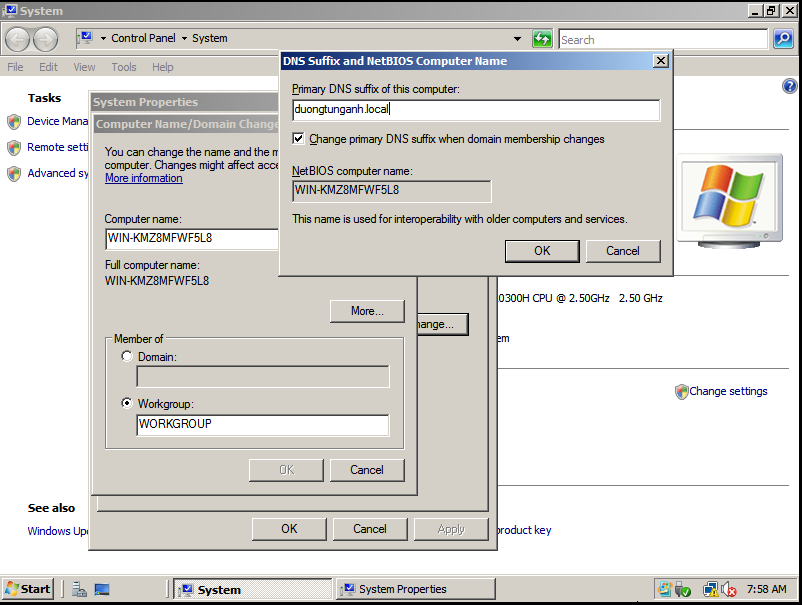 System
Control Panel System
Search
File Edit View Tools Help
Tasks
Device Mana
Remote setti
Advanced sy
See also
Windows Up
System Properties
Computer Name/Domain Change
You can change the name and the m
computer. Changes might affect acce
More information
Computer name:
WIN-KMZ8MFWF5L8
Full computer name:
WIN-KMZ8MFWF5L8
More...
Member of
Domain:
Workgroup:
WORKGROUP
OK Cancel
OK Cancel Apply
DNS Suffix and NetBIOS Computer Name
Primary DNS suffix of this computer:
duongtunganh.local
Change primary DNS suffix when domain membership changes
NetBIOS computer name:
WIN-KMZ8MFWF5L8
This name is used for interoperability with older computers and services.
OK Cancel
0300H CPU @ 2.50GHz 2.50 GHz
ange...
em
Change settings
product key
Start System System Properties 7:58 AM